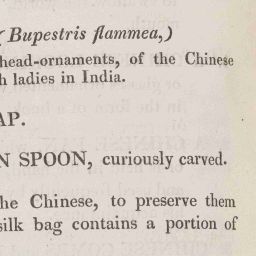 (Bupestris flammea,)
head-ornaments, of the Chinese
h ladies in India.
AP.
N SPOON, curiously carved.
he Chinese, to preserve them
silk bag contains a portion of